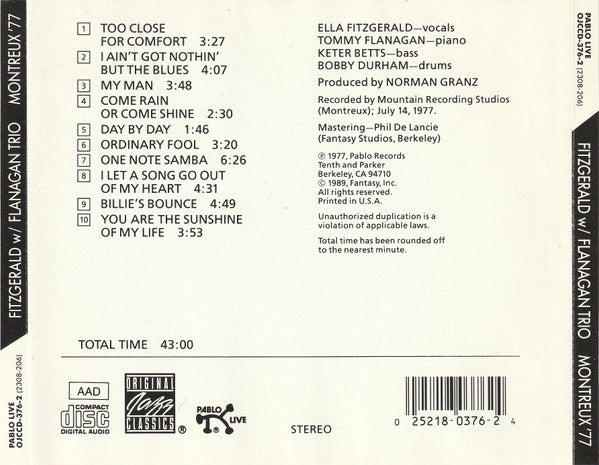 FITZGERALD w/ FLANAGAN TRIO MONTREUX '77
PABLO LIVE
OJCCD-376-2 (2308-206)
1 TOO CLOSE
FOR COMFORT 3:27
2 I AIN'T GOT NOTHIN'
BUT THE BLUES 4:07
3 MY MAN 3:48
4 COME RAIN
OR COME SHINE 2:30
5 DAY BY DAY 1:46
6 ORDINARY FOOL 3:20
7 ONE NOTE SAMBA 6:26
8 I LET A SONG GO OUT
OF MY HEART 4:31
9 BILLIE'S BOUNCE 4:49
10 YOU ARE THE SUNSHINE
OF MY LIFE 3:53
TOTAL TIME 43:00
ELLA FITZGERALD—vocals
TOMMY FLANAGAN—piano
KETER BETTS—bass
BOBBY DURHAM—drums
Produced by NORMAN GRANZ
Recorded by Mountain Recording Studios
(Montreux); July 14, 1977.
Mastering—Phil De Lancie
(Fantasy Studios, Berkeley)
℗ 1977, Pablo Records
Tenth and Parker
Berkeley, CA 94710
© 1989, Fantasy, Inc.
All rights reserved.
Printed in U.S.A.
Unauthorized duplication is a
violation of applicable laws.
Total time has been rounded off
to the nearest minute.
AAD
COMPACT
disc
DIGITAL AUDIO
ORIGINAL
Jazz
CLASSICS ®
PABLO LIVE ®
STEREO
0 25218-0376-2 4
PABLO LIVE
OJCCD-376-2 (2308-206)
FITZGERALD w/ FLANAGAN TRIO MONTREUX '77